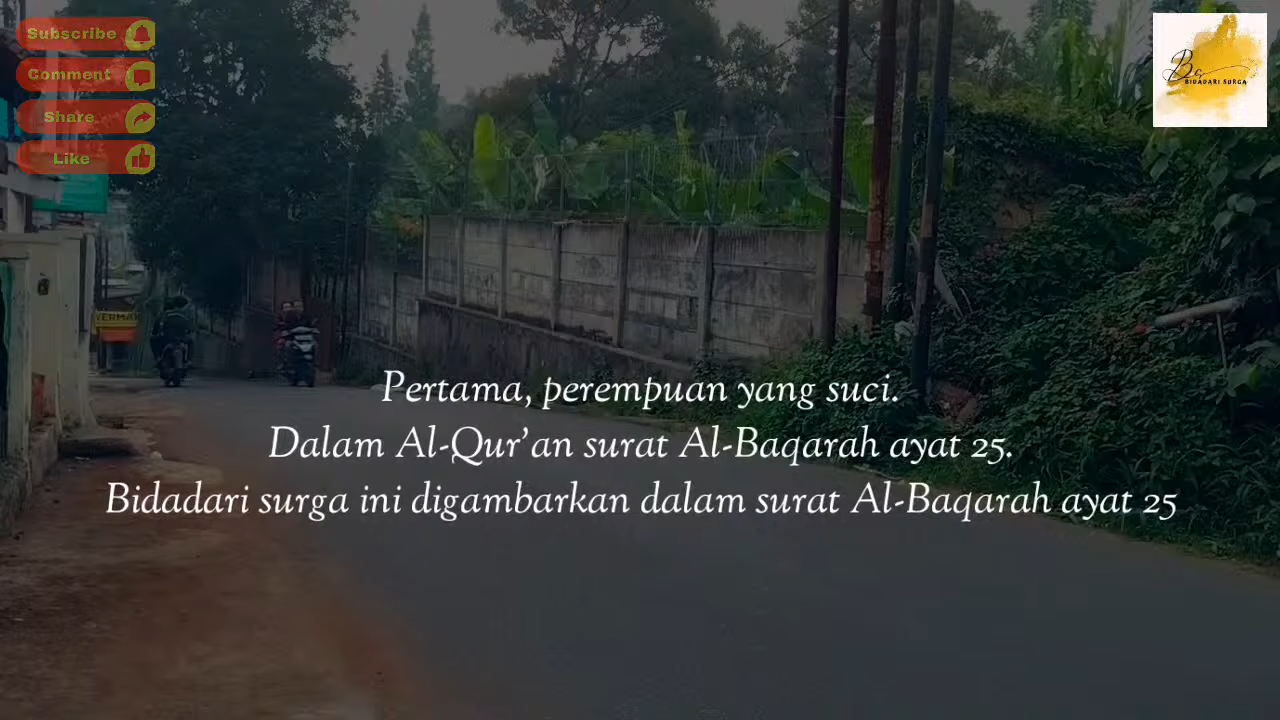 Subscribe
Comment
Share
Like
BIDADARI SURGA
Pertama, perempuan yang suci.
Dalam Al-Qur'an surat Al-Baqarah ayat 25.
Bidadari surga ini digambarkan dalam surat Al-Baqarah ayat 25